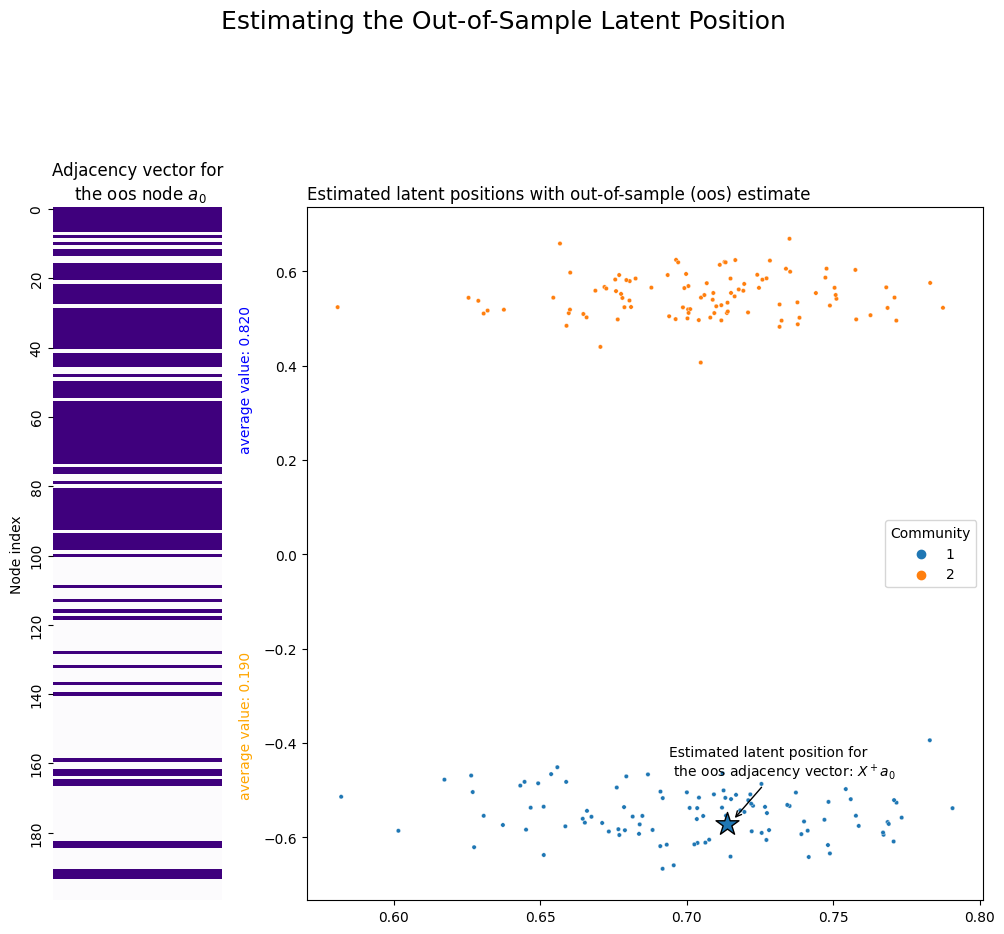 Estimating the Out-of-Sample Latent Position
Adjacency vector for
the oos node $a_0$
Node index
0
20
40
60
80
100
120
140
160
180
average value: 0.820
average value: 0.190
Estimated latent positions with out-of-sample (oos) estimate
0.6
0.4
0.2
0.0
−0.2
−0.4
−0.6
Community
1
2
Estimated latent position for
the oos adjacency vector: $X^+a_0$
0.60
0.65
0.70
0.75
0.80